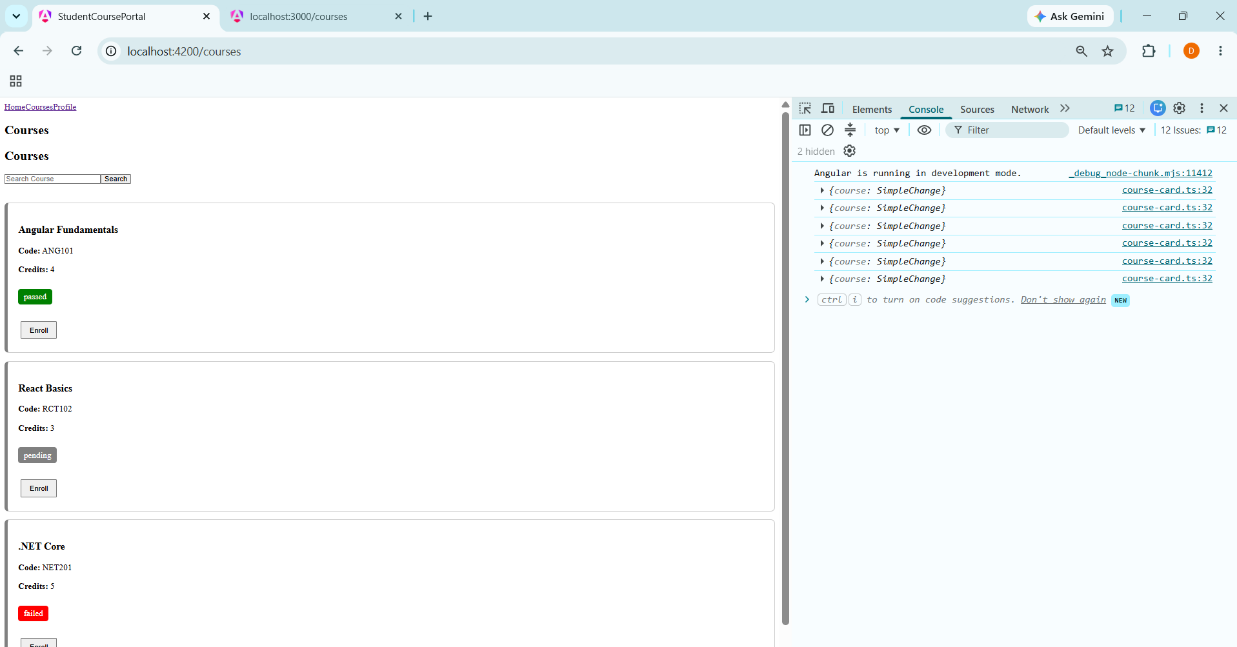 StudentCoursePortal
localhost:3000/courses
Ask Gemini
localhost:4200/courses
D
HomeCoursesProfile
Courses
Courses
Search Course Search
Angular Fundamentals
Code: ANG101
Credits: 4
passed
Enroll
React Basics
Code: RCT102
Credits: 3
pending
Enroll
.NET Core
Code: NET201
Credits: 5
failed
Enroll
Elements Console Sources Network 12
top Filter Default levels 12 Issues: 12
2 hidden
Angular is running in development mode. _debug_node-chunk.mjs:11412
{course: SimpleChange} course-card.ts:32
{course: SimpleChange} course-card.ts:32
{course: SimpleChange} course-card.ts:32
{course: SimpleChange} course-card.ts:32
{course: SimpleChange} course-card.ts:32
{course: SimpleChange} course-card.ts:32
ctrl i to turn on code suggestions. Don't show again NEW